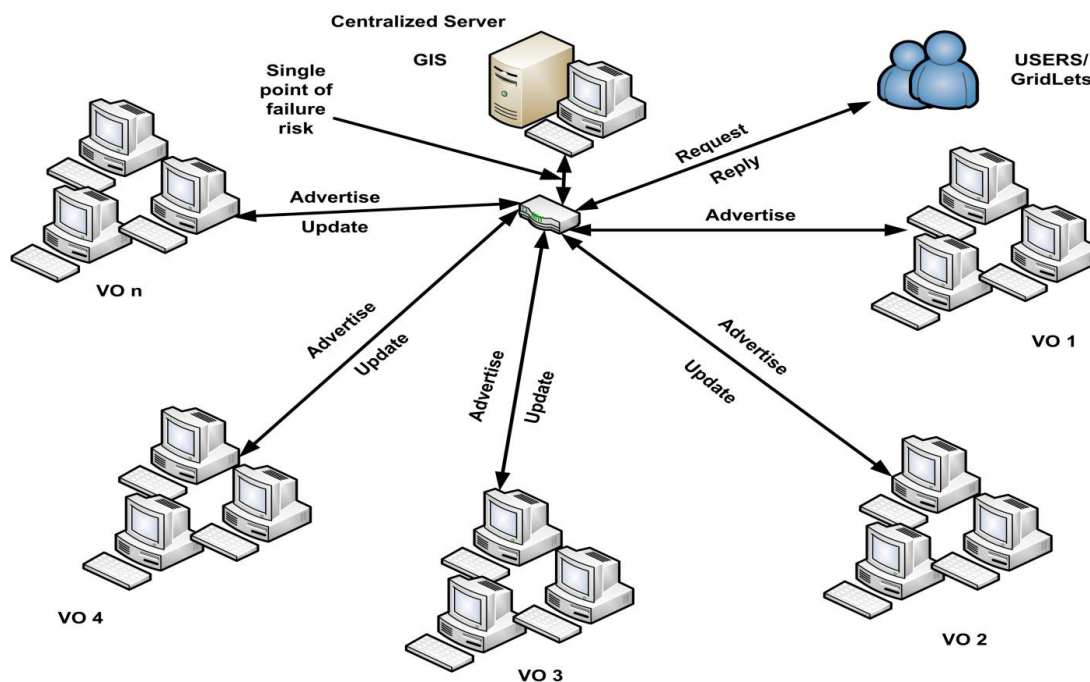 Centralized Server
GIS
Single
point of
failure
risk
USERS/
GridLets
Request
Reply
Advertise
Update
VO n
Advertise
VO 1
Advertise
Update
VO 4
Advertise
Update
VO 3
Advertise
Update
VO 2